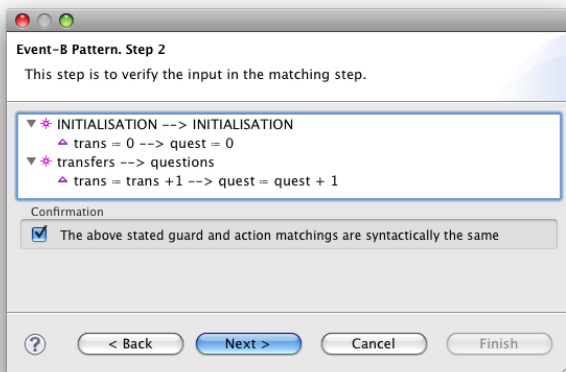 Event-B Pattern. Step 2
This step is to verify the input in the matching step.
INITIALISATION --> INITIALISATION
trans ≔ 0 --> quest ≔ 0
transfers --> questions
trans ≔ trans +1 --> quest ≔ quest + 1
Confirmation
The above stated guard and action matchings are syntactically the same
? < Back Next > Cancel Finish